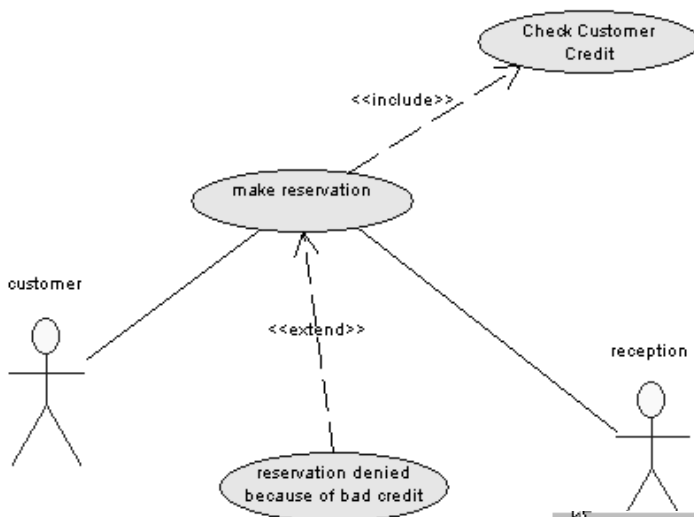 Check Customer
Credit
<<include>>
make reservation
customer
<<extend>>
reception
reservation denied
because of bad credit